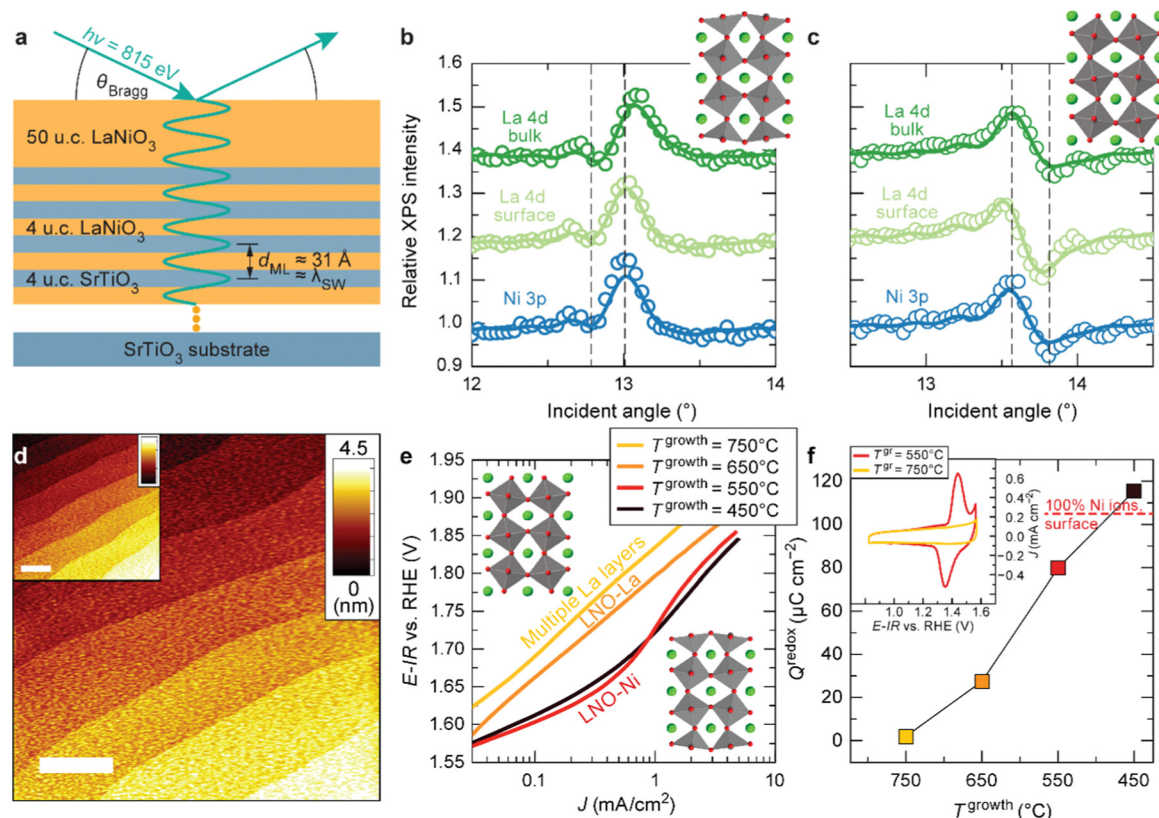 a
hν = 815 eV
θBragg
50 u.c. LaNiO3
4 u.c. LaNiO3
dML ≈ 31 Å
≈ λSW
4 u.c. SrTiO3
SrTiO3 substrate
b
Relative XPS intensity
1.6
1.5
1.4
1.3
1.2
1.1
1.0
0.9
La 4d
bulk
La 4d
surface
Ni 3p
12
13
14
Incident angle (°)
c
La 4d
bulk
La 4d
surface
Ni 3p
13
14
Incident angle (°)
d
4.5
0
(nm)
e
E-IR vs. RHE (V)
1.95
1.90
1.85
1.80
1.75
1.70
1.65
1.60
1.55
Tgrowth = 750°C
Tgrowth = 650°C
Tgrowth = 550°C
Tgrowth = 450°C
Multiple La layers
LNO-La
LNO-Ni
0.1
1
10
J (mA/cm2)
f
Qredox (µC cm−2)
120
100
80
60
40
20
0
Tgr = 550°C
Tgr = 750°C
0.6
0.4
0.2
0.0
−0.2
−0.4
J (mA cm−2)
1.0
1.2
1.4
1.6
E-IR vs. RHE (V)
100% Ni ions,
surface
750
650
550
450
Tgrowth (°C)